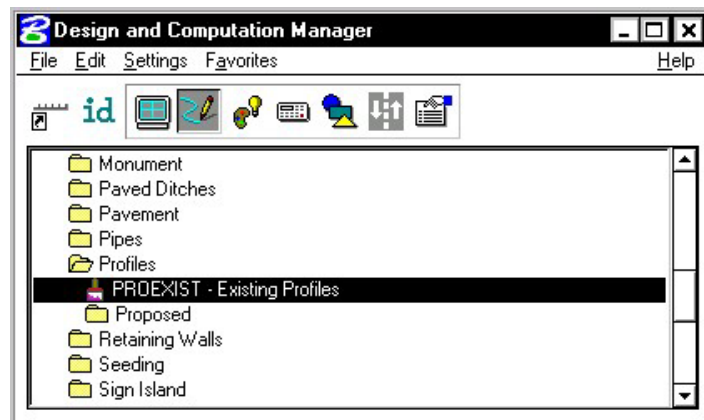 Design and Computation Manager
File Edit Settings Favorites Help
id
Monument
Paved Ditches
Pavement
Pipes
Profiles
PROEXIST - Existing Profiles
Proposed
Retaining Walls
Seeding
Sign Island